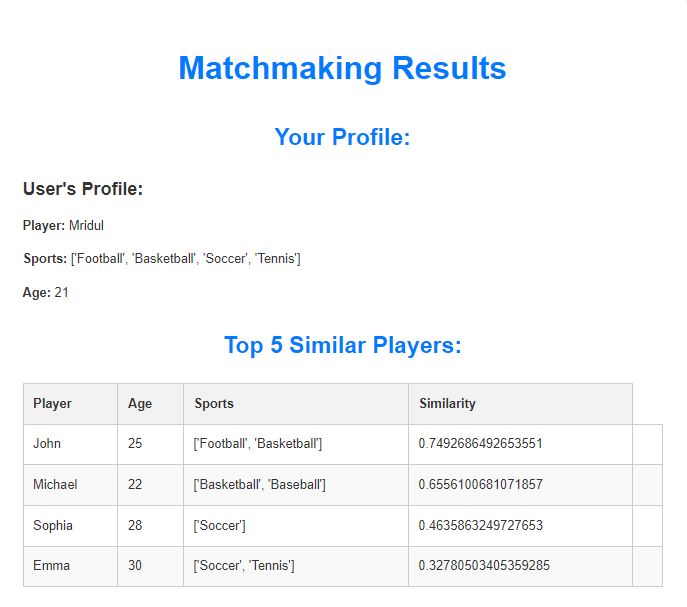 Matchmaking Results
Your Profile:
User's Profile:
Player: Mridul
Sports: ['Football', 'Basketball', 'Soccer', 'Tennis']
Age: 21
Top 5 Similar Players:
Player Age Sports Similarity
John 25 ['Football', 'Basketball'] 0.7492686492653551
Michael 22 ['Basketball', 'Baseball'] 0.6556100681071857
Sophia 28 ['Soccer'] 0.4635863249727653
Emma 30 ['Soccer', 'Tennis'] 0.32780503405359285